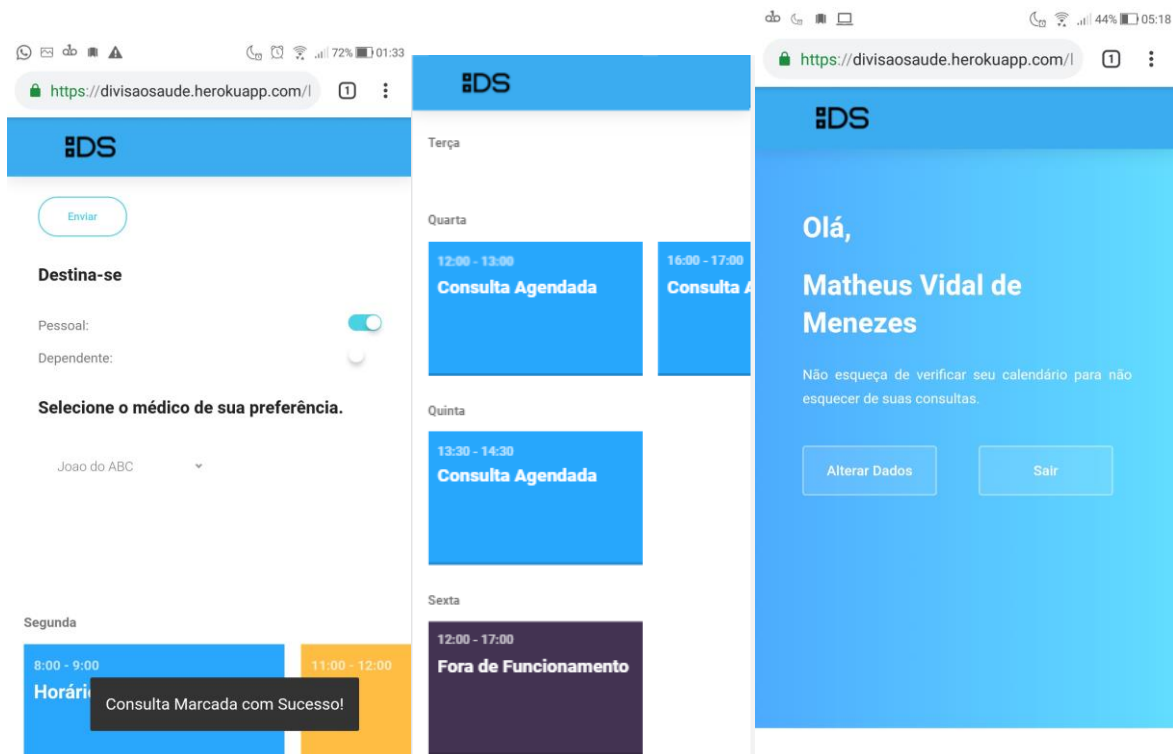 72% 01:33
https://divisaosaude.herokuapp.com/l
1
DS
Enviar
Destina-se
Pessoal:
Dependente:
Selecione o médico de sua preferência.
Joao do ABC
Segunda
8:00 - 9:00
11:00 - 12:00
Horári
Consulta Marcada com Sucesso!
DS
Terça
Quarta
12:00 - 13:00
Consulta Agendada
16:00 - 17:00
Consulta A
Quinta
13:30 - 14:30
Consulta Agendada
Sexta
12:00 - 17:00
Fora de Funcionamento
44% 05:18
https://divisaosaude.herokuapp.com/l
1
DS
Olá,
Matheus Vidal de
Menezes
Não esqueça de verificar seu calendário para não
esquecer de suas consultas.
Alterar Dados
Sair